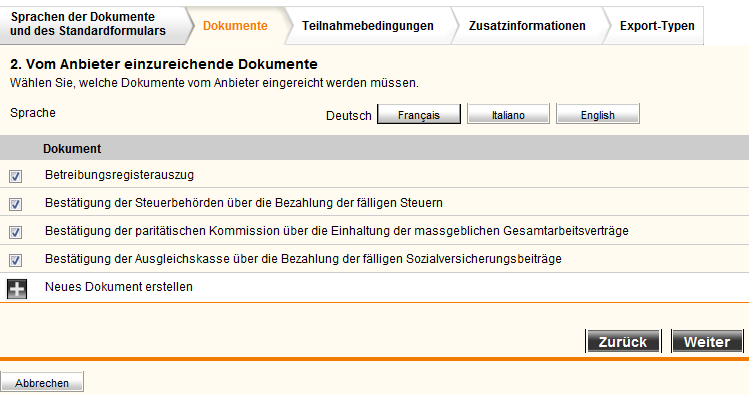 Sprachen der Dokumente
und des Standardformulars
Dokumente
Teilnahmebedingungen
Zusatzinformationen
Export-Typen
2. Vom Anbieter einzureichende Dokumente
Wählen Sie, welche Dokumente vom Anbieter eingereicht werden müssen.
Sprache Deutsch Français Italiano English
Dokument
Betreibungsregisterauszug
Bestätigung der Steuerbehörden über die Bezahlung der fälligen Steuern
Bestätigung der paritätischen Kommission über die Einhaltung der massgeblichen Gesamtarbeitsverträge
Bestätigung der Ausgleichskasse über die Bezahlung der fälligen Sozialversicherungsbeiträge
Neues Dokument erstellen
Zurück Weiter
Abbrechen